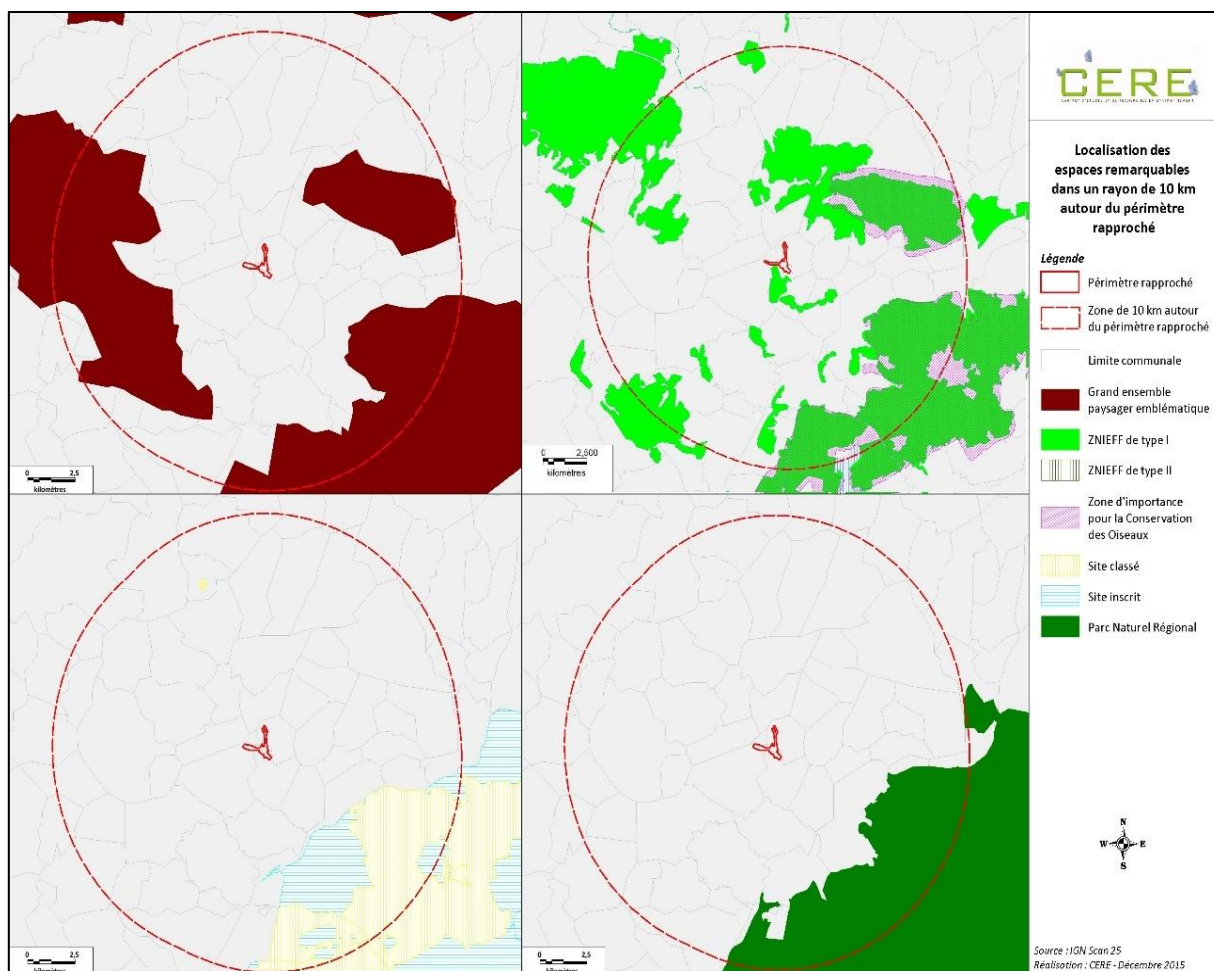 CERE
Localisation des
espaces remarquables
dans un rayon de 10 km
autour du périmètre
rapproché
Légende
Périmètre rapproché
Zone de 10 km autour
du périmètre rapproché
Limite communale
Grand ensemble
paysager emblématique
ZNIEFF de type I
ZNIEFF de type II
Zone d'importance
pour la Conservation
des Oiseaux
Site classé
Site inscrit
Parc Naturel Régional
N
W E
S
Source : IGN Scan 25
Réalisation : CERE - Décembre 2015
0 2,5
kilomètres
0 2,500
kilomètres
0 2,5
kilomètres
0 2,5
kilomètres